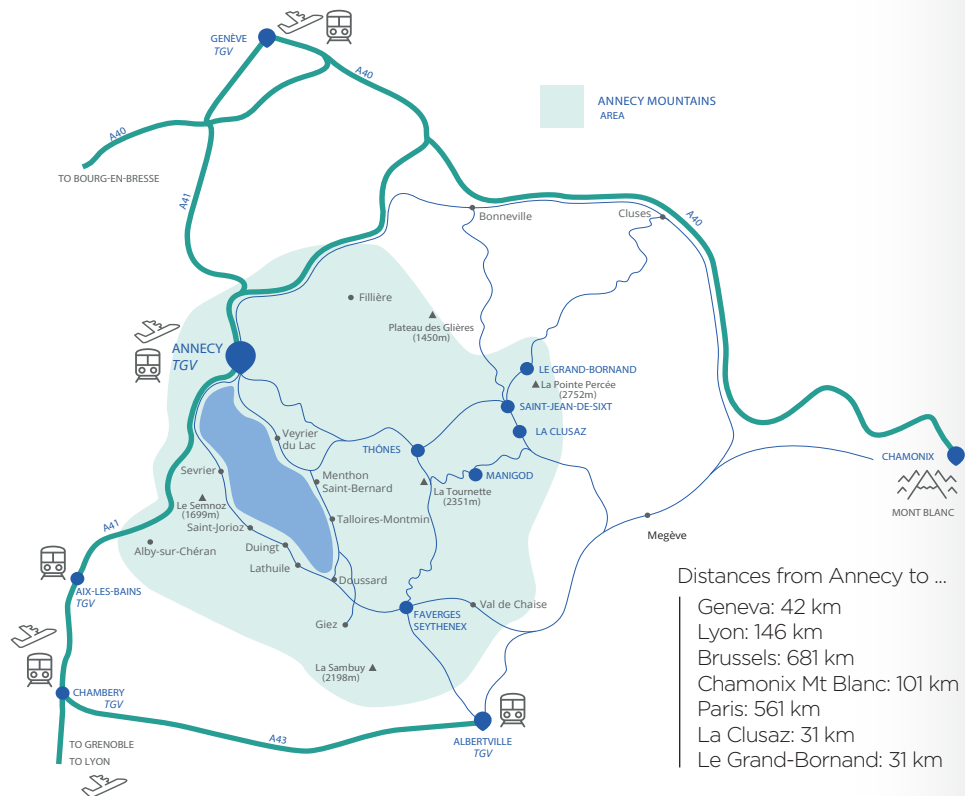 GENÈVE
TGV
A40
A40
TO BOURG-EN-BRESSE
A41
ANNECY MOUNTAINS
AREA
Bonneville
Cluses
A40
Fillière
Plateau des Glières
(1450m)
ANNECY
TGV
LE GRAND-BORNAND
La Pointe Percée
(2752m)
SAINT-JEAN-DE-SIXT
LA CLUSAZ
Veyrier
du Lac
THÔNES
MANIGOD
CHAMONIX
MONT BLANC
Sevrier
Menthon
Saint-Bernard
La Tournette
(2351m)
Le Semnoz
(1699m)
Saint-Jorioz
Talloires-Montmin
Megève
A41
Alby-sur-Chéran
Duingt
Lathuile
Doussard
AIX-LES-BAINS
TGV
FAVERGES
SEYTHENEX
Val de Chaise
Giez
La Sambuy
(2198m)
CHAMBERY
TGV
A43
ALBERTVILLE
TGV
TO GRENOBLE
TO LYON
Distances from Annecy to ...
Geneva: 42 km
Lyon: 146 km
Brussels: 681 km
Chamonix Mt Blanc: 101 km
Paris: 561 km
La Clusaz: 31 km
Le Grand-Bornand: 31 km